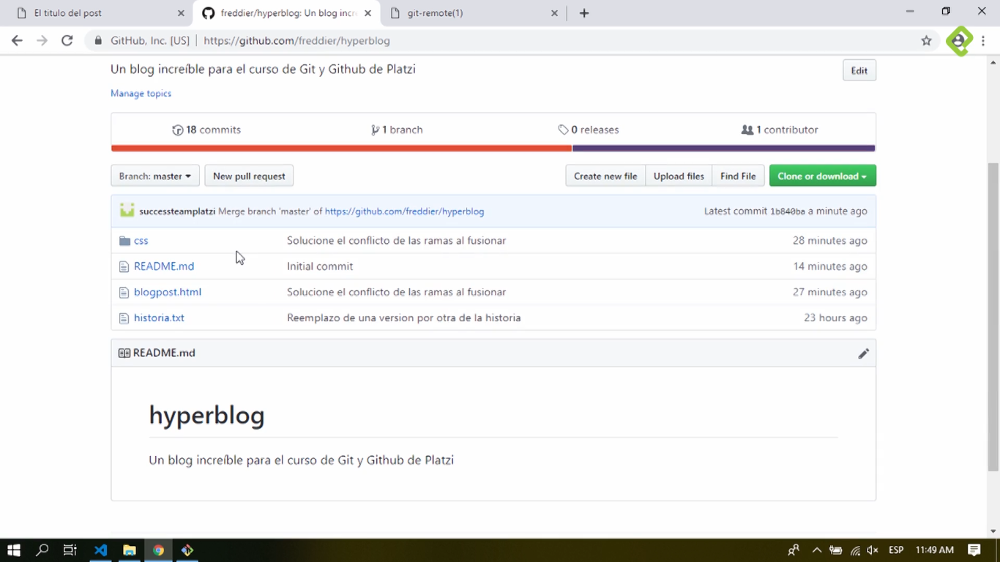 El titulo del post
freddier/hyperblog: Un blog incr
git-remote(1)
GitHub, Inc. [US] | https://github.com/freddier/hyperblog
Un blog increíble para el curso de Git y Github de Platzi
Edit
Manage topics
18 commits
1 branch
0 releases
1 contributor
Branch: master
New pull request
Create new file
Upload files
Find File
Clone or download
successteamplatzi Merge branch 'master' of https://github.com/freddier/hyperblog
Latest commit 1b840ba a minute ago
css Solucione el conflicto de las ramas al fusionar 28 minutes ago
README.md Initial commit 14 minutes ago
blogpost.html Solucione el conflicto de las ramas al fusionar 27 minutes ago
historia.txt Reemplazo de una version por otra de la historia 23 hours ago
README.md
hyperblog
Un blog increíble para el curso de Git y Github de Platzi
ESP
11:49 AM